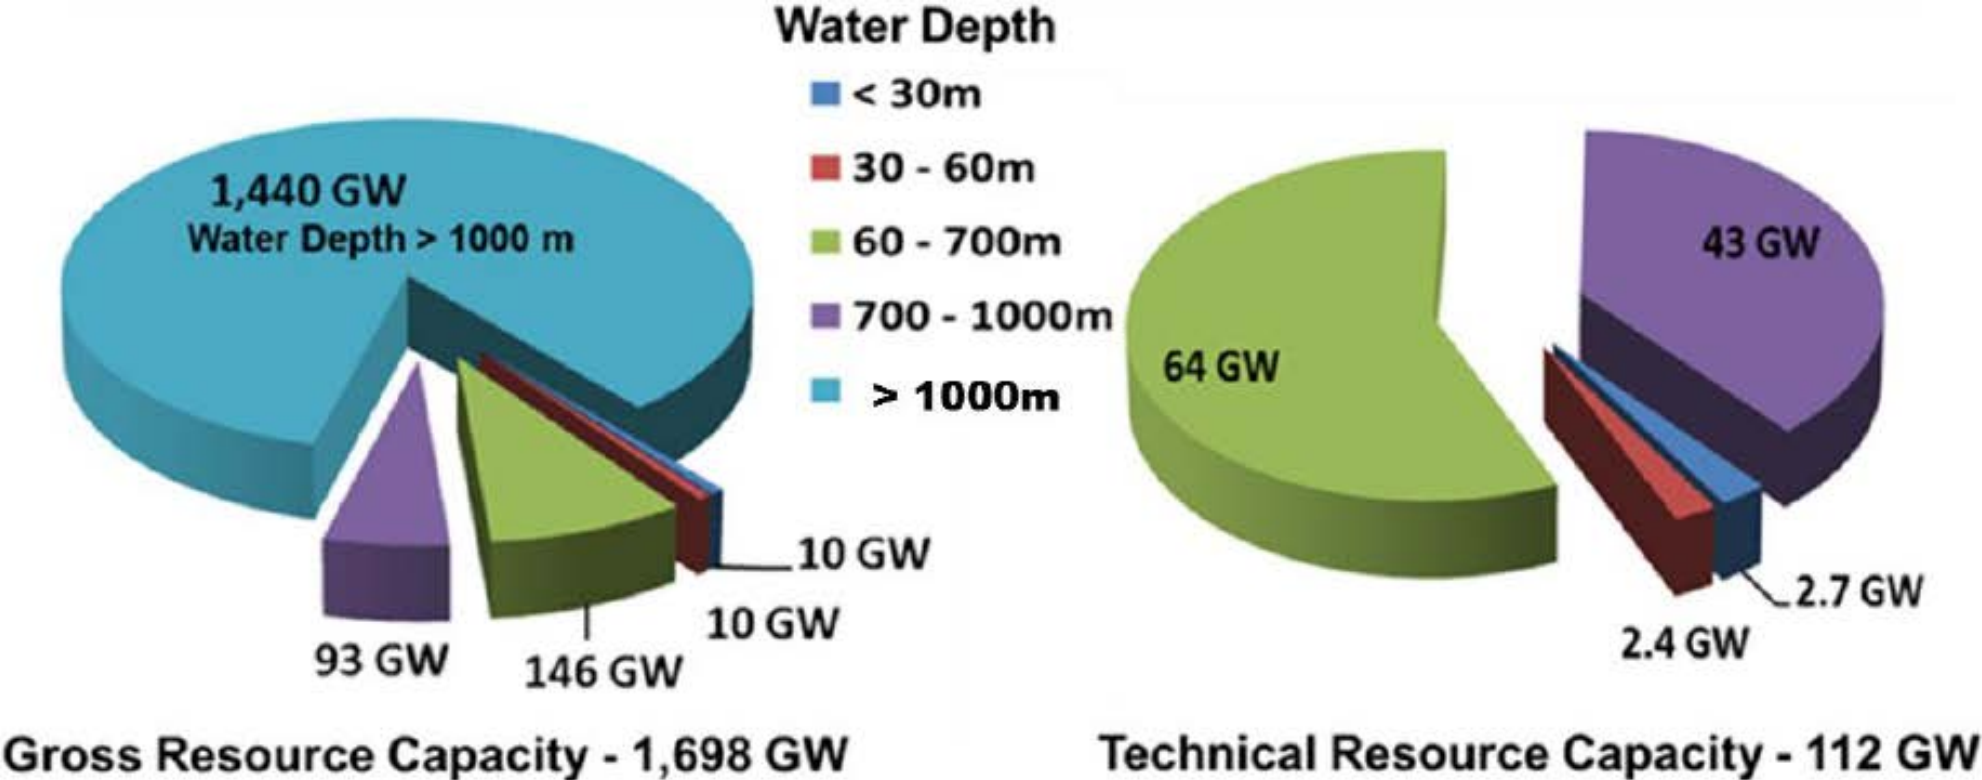 Water Depth
< 30m
30 - 60m
60 - 700m
700 - 1000m
> 1000m
1,440 GW
Water Depth > 1000 m
10 GW
10 GW
146 GW
93 GW
Gross Resource Capacity - 1,698 GW
43 GW
64 GW
2.7 GW
2.4 GW
Technical Resource Capacity - 112 GW